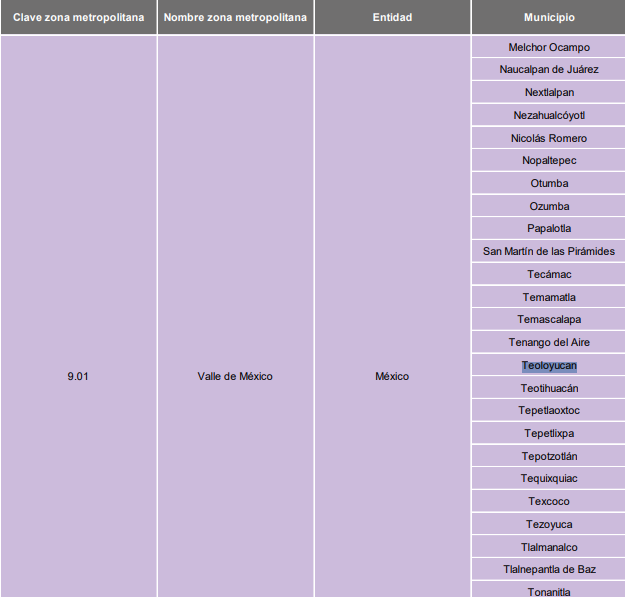 Clave zona metropolitana Nombre zona metropolitana Entidad Municipio
Melchor Ocampo
Naucalpan de Juárez
Nextlalpan
Nezahualcóyotl
Nicolás Romero
Nopaltepec
Otumba
Ozumba
Papalotla
San Martín de las Pirámides
Tecámac
Temamatla
Temascalapa
Tenango del Aire
Teoloyucan
9.01 Valle de México México
Teotihuacán
Tepetlaoxtoc
Tepetlixpa
Tepotzotlán
Tequixquiac
Texcoco
Tezoyuca
Tlalmanalco
Tlalnepantla de Baz
Tonanitla